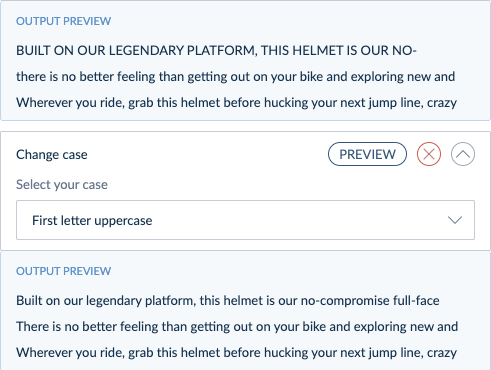 OUTPUT PREVIEW
BUILT ON OUR LEGENDARY PLATFORM, THIS HELMET IS OUR NO-
there is no better feeling than getting out on your bike and exploring new and
Wherever you ride, grab this helmet before hucking your next jump line, crazy
Change case
PREVIEW
Select your case
First letter uppercase
OUTPUT PREVIEW
Built on our legendary platform, this helmet is our no-compromise full-face
There is no better feeling than getting out on your bike and exploring new and
Wherever you ride, grab this helmet before hucking your next jump line, crazy